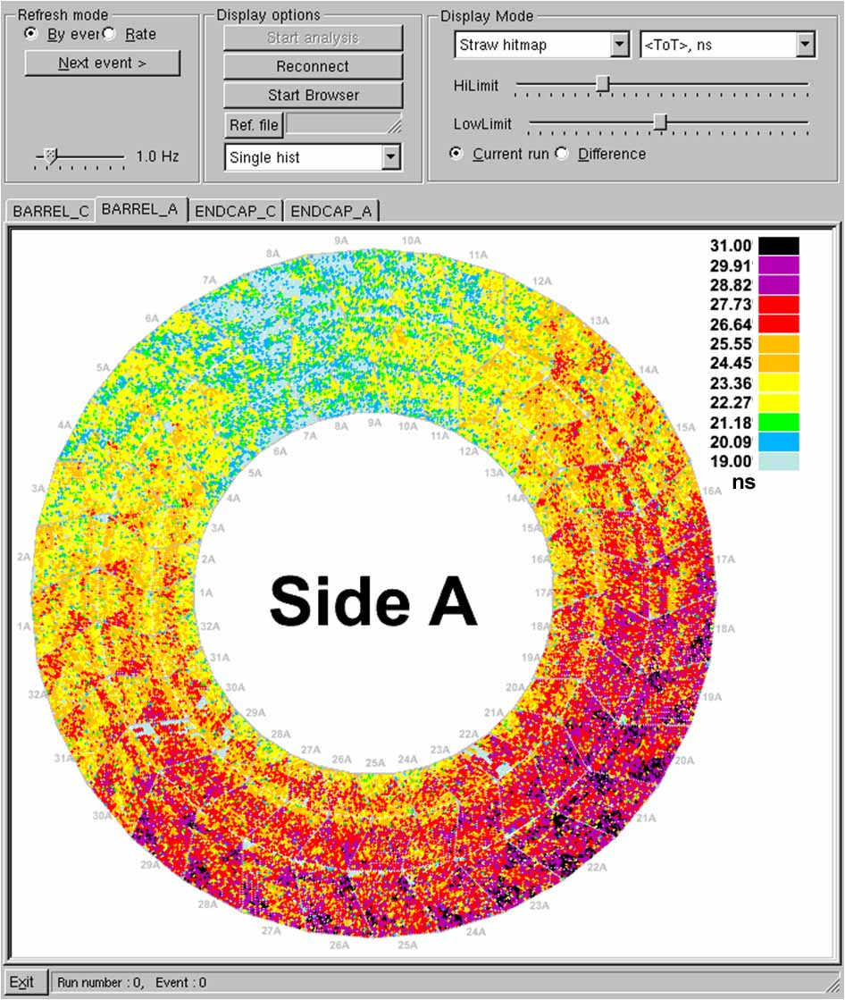 Refresh mode
By ever Rate
Next event >
1.0 Hz
Display options
Start analysis
Reconnect
Start Browser
Ref. file
Single hist
Display Mode
Straw hitmap <ToT>, ns
HiLimit
LowLimit
Current run Difference
BARREL_C BARREL_A ENDCAP_C ENDCAP_A
31.00
29.91
28.82
27.73
26.64
25.55
24.45
23.36
22.27
21.18
20.09
19.00
ns
1A
2A
3A
4A
5A
6A
7A
8A
9A
10A
11A
12A
13A
14A
15A
16A
17A
18A
19A
20A
21A
22A
23A
24A
25A
26A
27A
28A
29A
30A
31A
32A
1A
2A
3A
4A
5A
6A
7A
8A
9A
10A
11A
12A
13A
14A
15A
16A
17A
18A
19A
20A
21A
22A
23A
24A
25A
26A
27A
28A
29A
30A
31A
32A
Side A
Exit Run number : 0, Event : 0